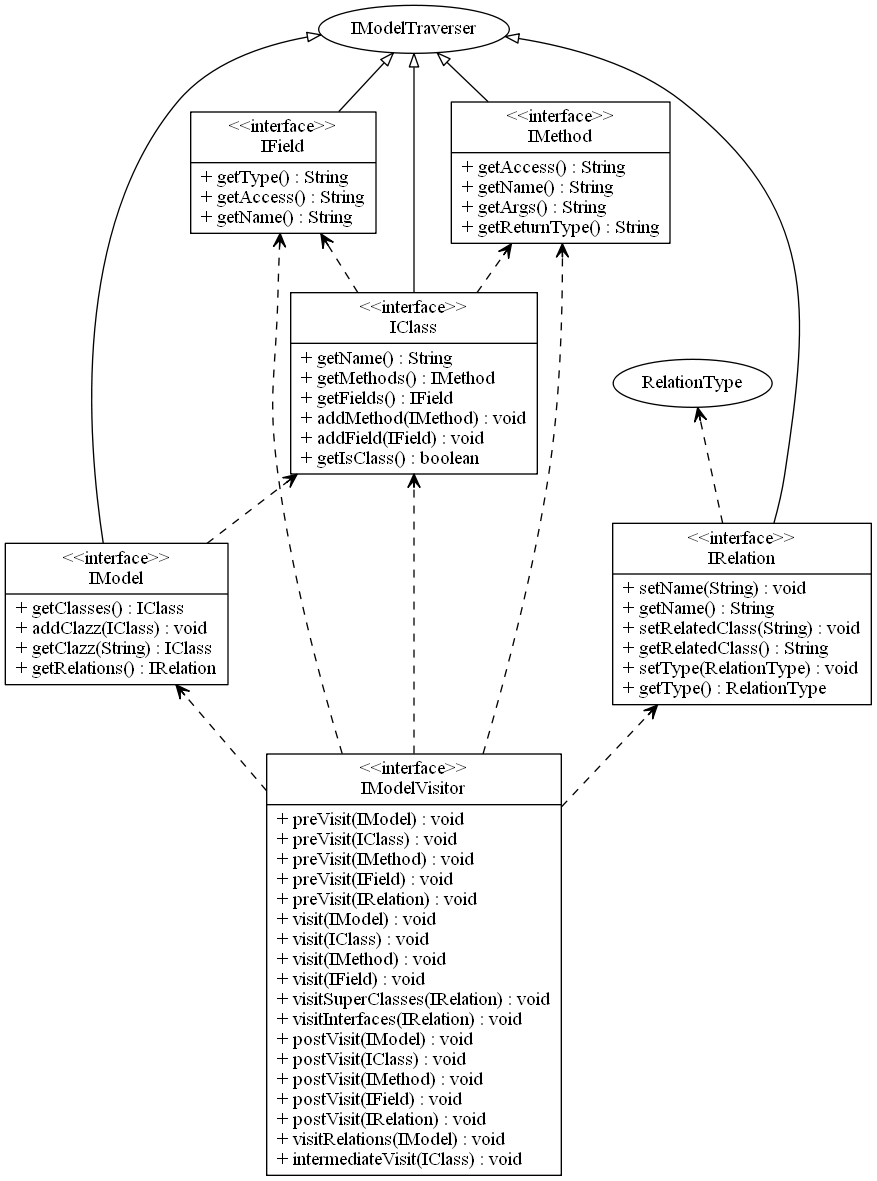 IModelTraverser
<<interface>>
IField
+ getType() : String
+ getAccess() : String
+ getName() : String
<<interface>>
IMethod
+ getAccess() : String
+ getName() : String
+ getArgs() : String
+ getReturnType() : String
<<interface>>
IClass
+ getName() : String
+ getMethods() : IMethod
+ getFields() : IField
+ addMethod(IMethod) : void
+ addField(IField) : void
+ getIsClass() : boolean
RelationType
<<interface>>
IModel
+ getClasses() : IClass
+ addClazz(IClass) : void
+ getClazz(String) : IClass
+ getRelations() : IRelation
<<interface>>
IRelation
+ setName(String) : void
+ getName() : String
+ setRelatedClass(String) : void
+ getRelatedClass() : String
+ setType(RelationType) : void
+ getType() : RelationType
<<interface>>
IModelVisitor
+ preVisit(IModel) : void
+ preVisit(IClass) : void
+ preVisit(IMethod) : void
+ preVisit(IField) : void
+ preVisit(IRelation) : void
+ visit(IModel) : void
+ visit(IClass) : void
+ visit(IMethod) : void
+ visit(IField) : void
+ visitSuperClasses(IRelation) : void
+ visitInterfaces(IRelation) : void
+ postVisit(IModel) : void
+ postVisit(IClass) : void
+ postVisit(IMethod) : void
+ postVisit(IField) : void
+ postVisit(IRelation) : void
+ visitRelations(IModel) : void
+ intermediateVisit(IClass) : void